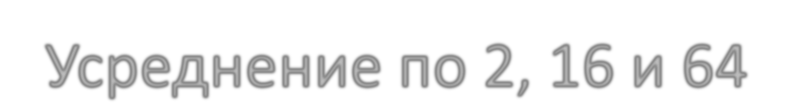 Усреднение по 2, 16 и 64